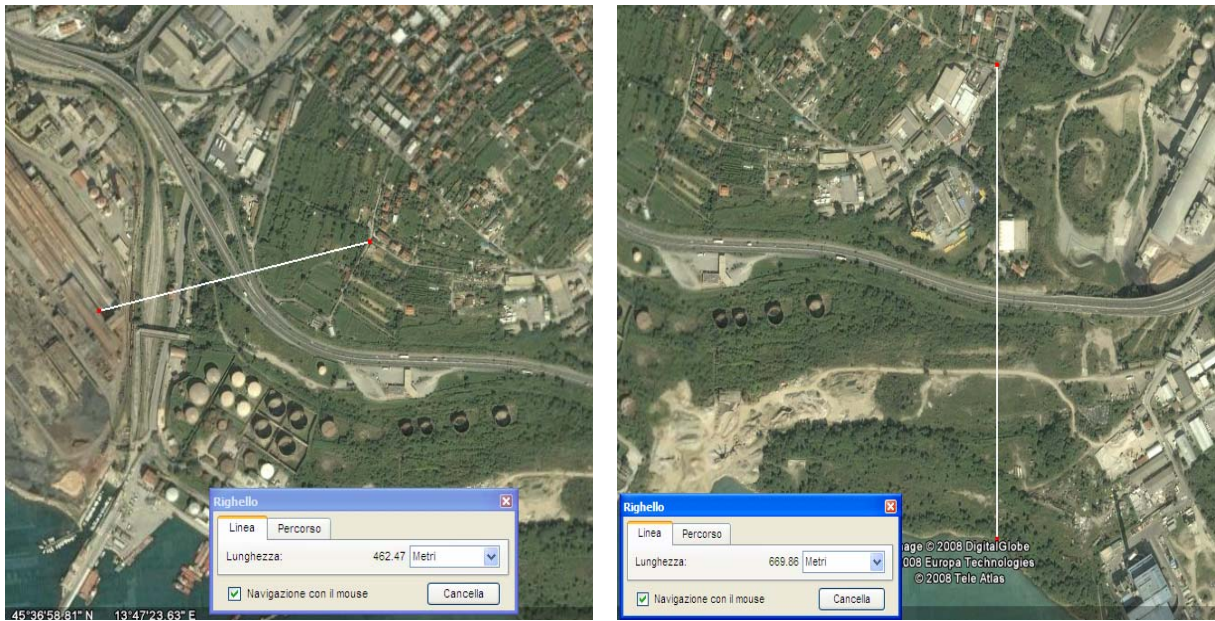 Righello
Linea Percorso
Lunghezza: 462.47 Metri
Navigazione con il mouse Cancella
45°36'58.81" N 13°47'23.63" E
Righello
Linea Percorso
Lunghezza: 669.86 Metri
Navigazione con il mouse Cancella
age © 2008 DigitalGlobe
008 Europa Technologies
© 2008 Tele Atlas